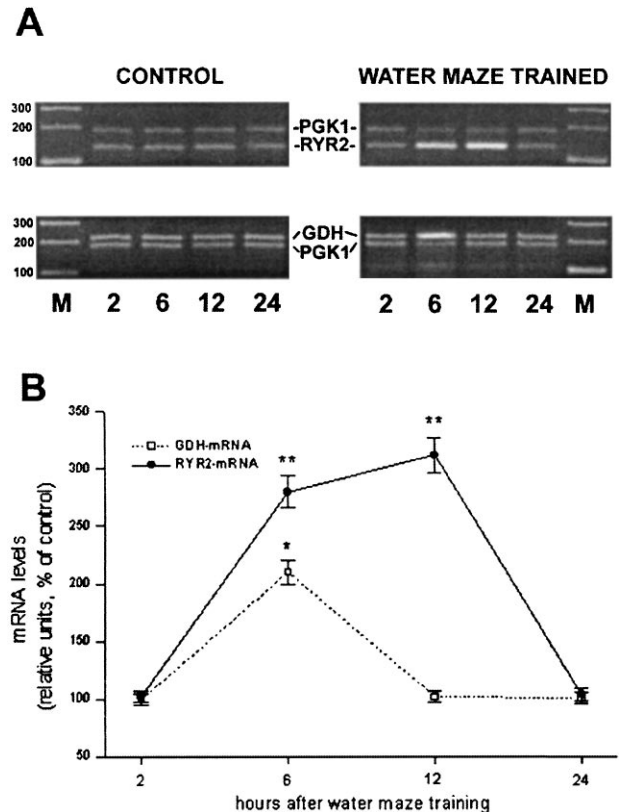 A
CONTROL
WATER MAZE TRAINED
300
200
100
-PGK1-
-RYR2-
300
200
100
GDH
PGK1
M 2 6 12 24
2 6 12 24 M
B
350
300
250
200
150
100
50
mRNA levels
(relative units, % of control)
GDH-mRNA
RYR2-mRNA
**
*
**
2 6 12 24
hours after water maze training